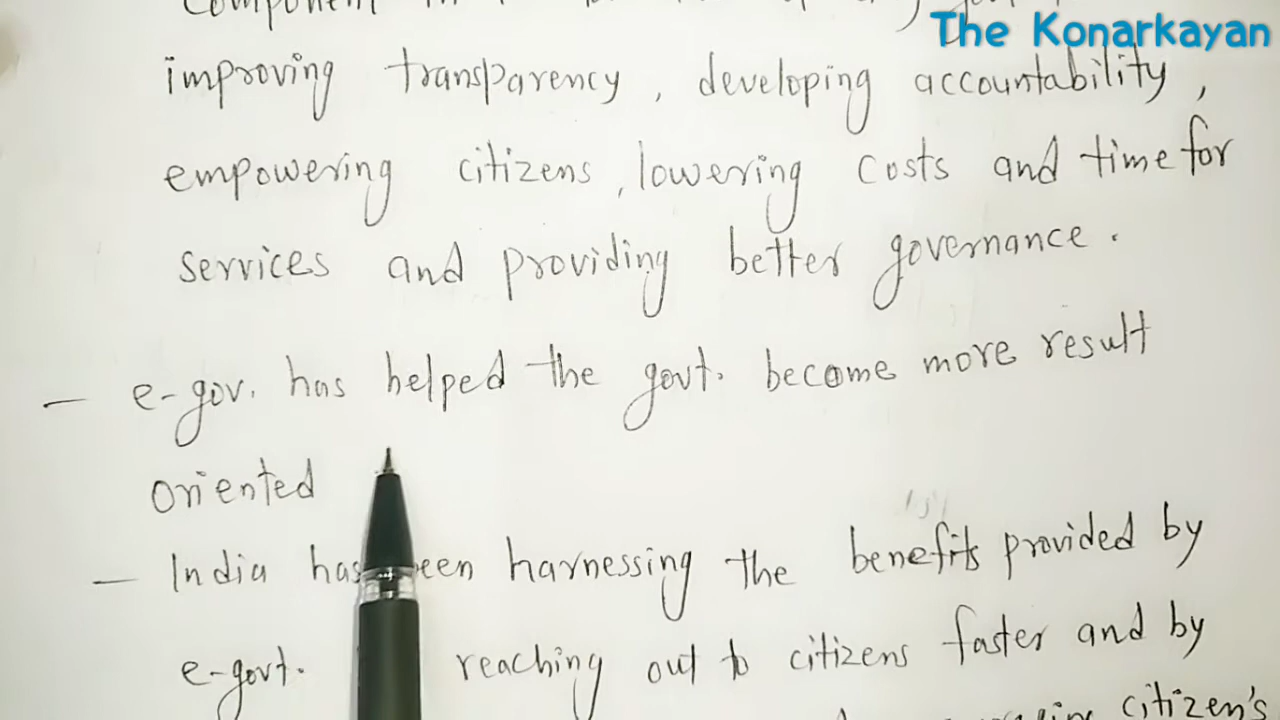 The Konarkayan
component
improving transparency, developing accountability,
empowering citizens, lowering costs and time for
services and providing better governance.
— e-gov. has helped the govt. become more result
oriented
— India has been harnessing the benefits provided by
e-govt. reaching out to citizens faster and by
citizen's